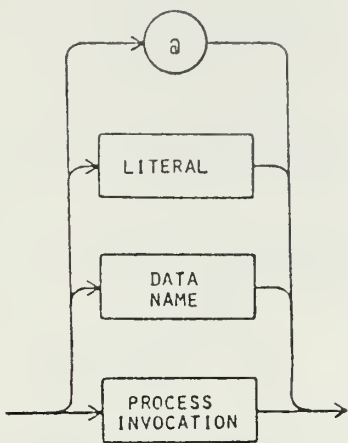 a
LITERAL
DATA
NAME
PROCESS
INVOCATION